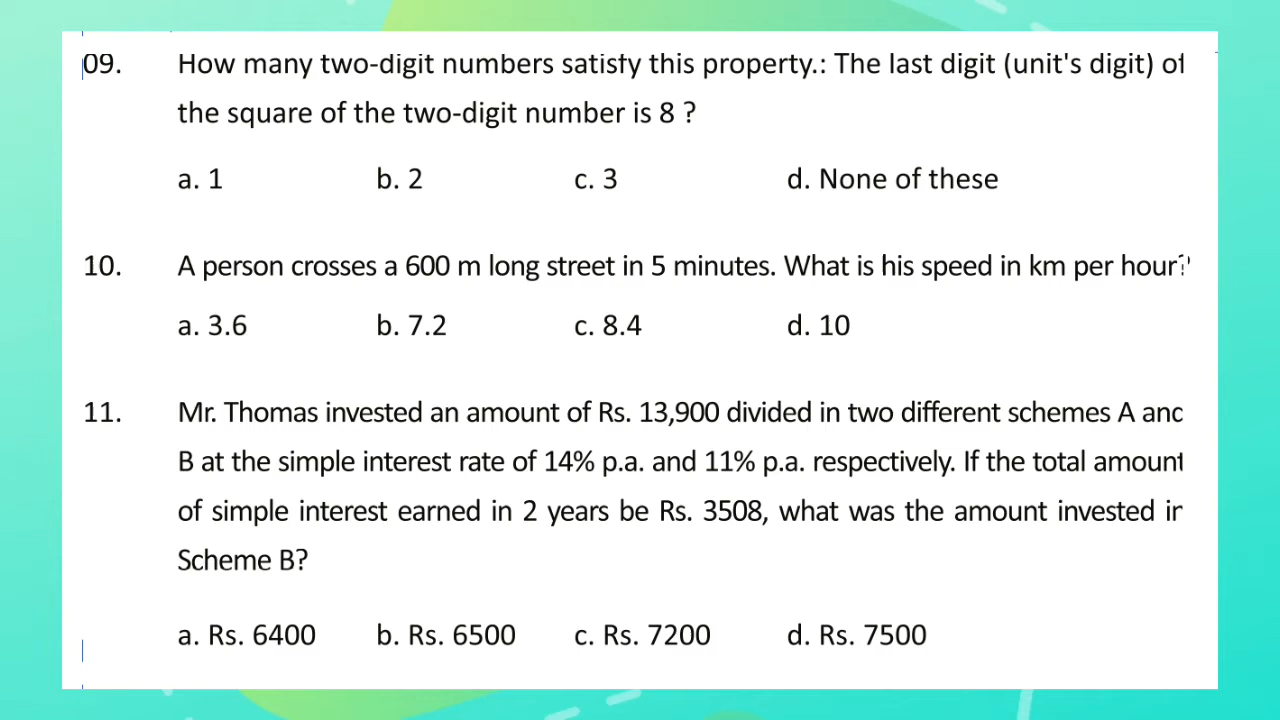 09. How many two-digit numbers satisfy this property.: The last digit (unit's digit) of
the square of the two-digit number is 8 ?
a. 1 b. 2 c. 3 d. None of these
10. A person crosses a 600 m long street in 5 minutes. What is his speed in km per hour?
a. 3.6 b. 7.2 c. 8.4 d. 10
11. Mr. Thomas invested an amount of Rs. 13,900 divided in two different schemes A and
B at the simple interest rate of 14% p.a. and 11% p.a. respectively. If the total amount
of simple interest earned in 2 years be Rs. 3508, what was the amount invested in
Scheme B?
a. Rs. 6400 b. Rs. 6500 c. Rs. 7200 d. Rs. 7500